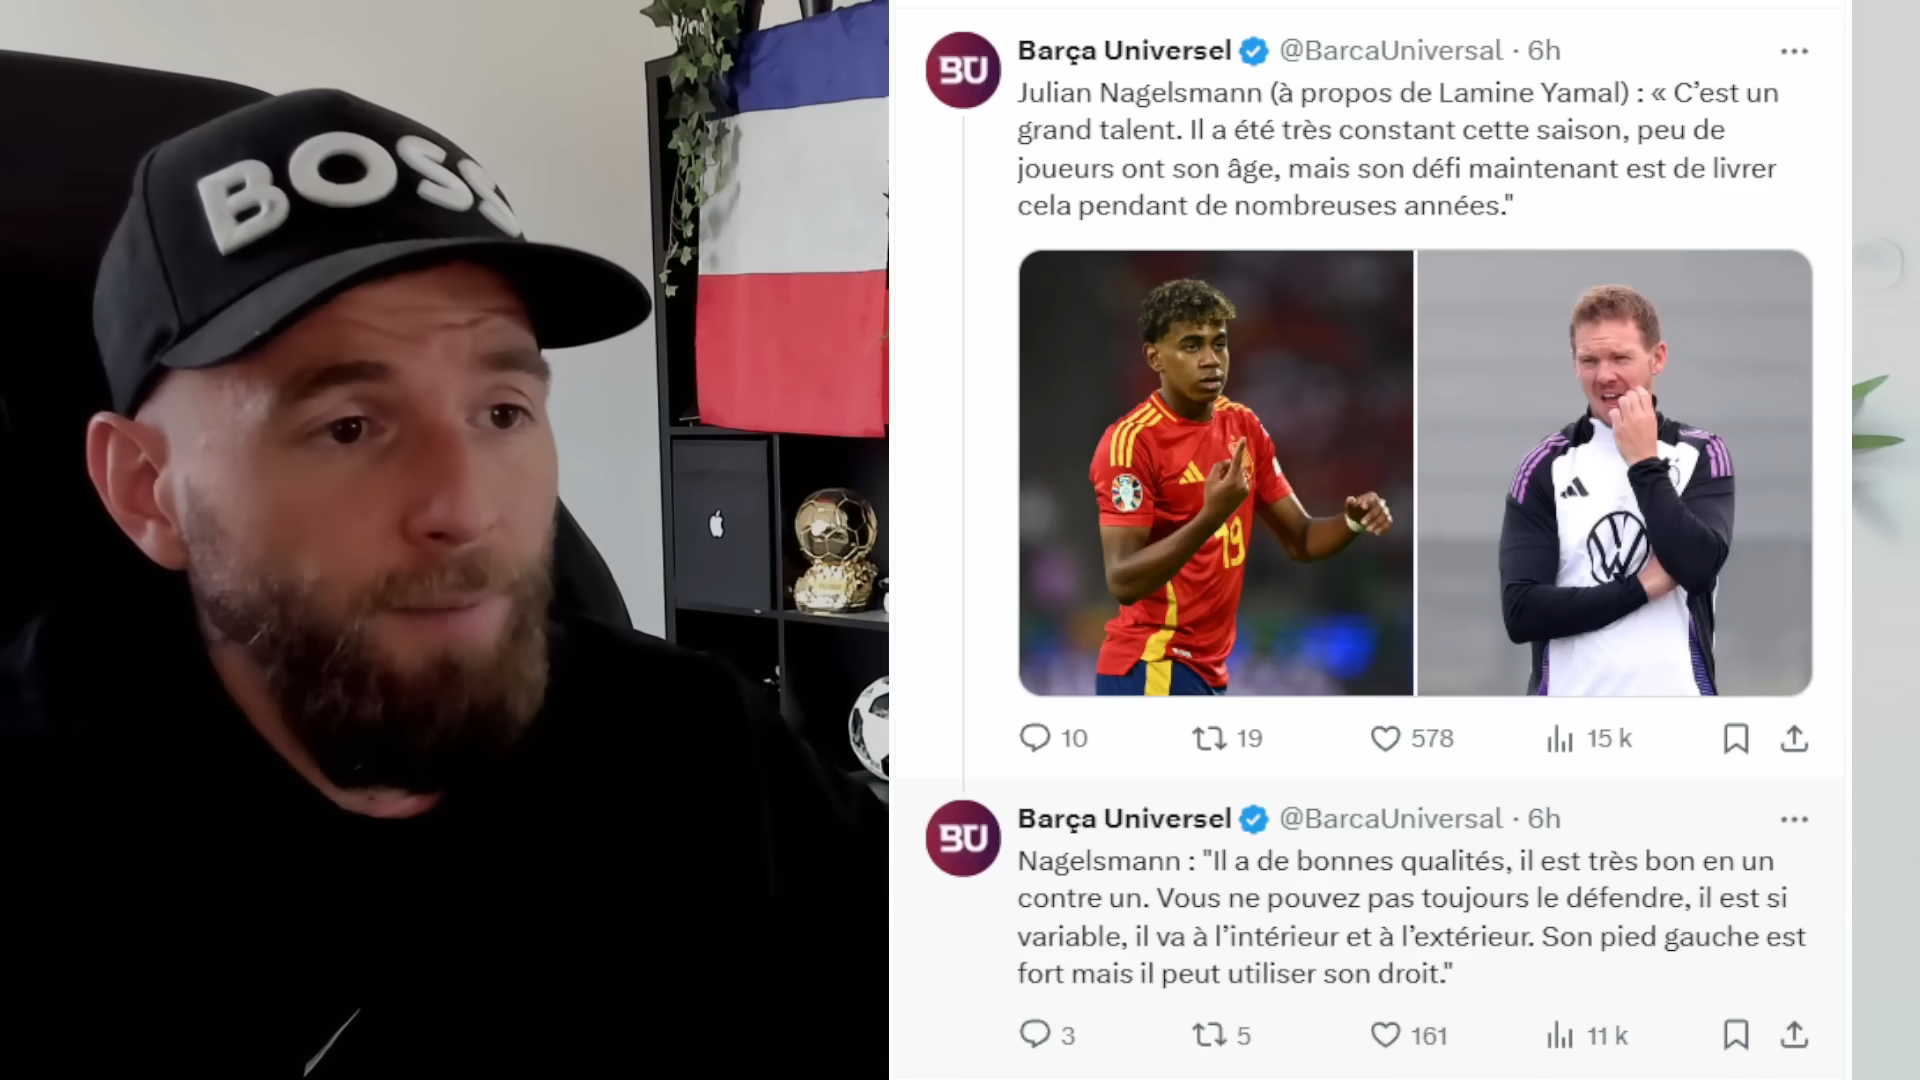 BOSS
Barça Universel @BarcaUniversal · 6h
Julian Nagelsmann (à propos de Lamine Yamal) : « C’est un
grand talent. Il a été très constant cette saison, peu de
joueurs ont son âge, mais son défi maintenant est de livrer
cela pendant de nombreuses années."
19
10 19 578 15 k
Barça Universel @BarcaUniversal · 6h
Nagelsmann : "Il a de bonnes qualités, il est très bon en un
contre un. Vous ne pouvez pas toujours le défendre, il est si
variable, il va à l’intérieur et à l’extérieur. Son pied gauche est
fort mais il peut utiliser son droit."
3 5 161 11 k